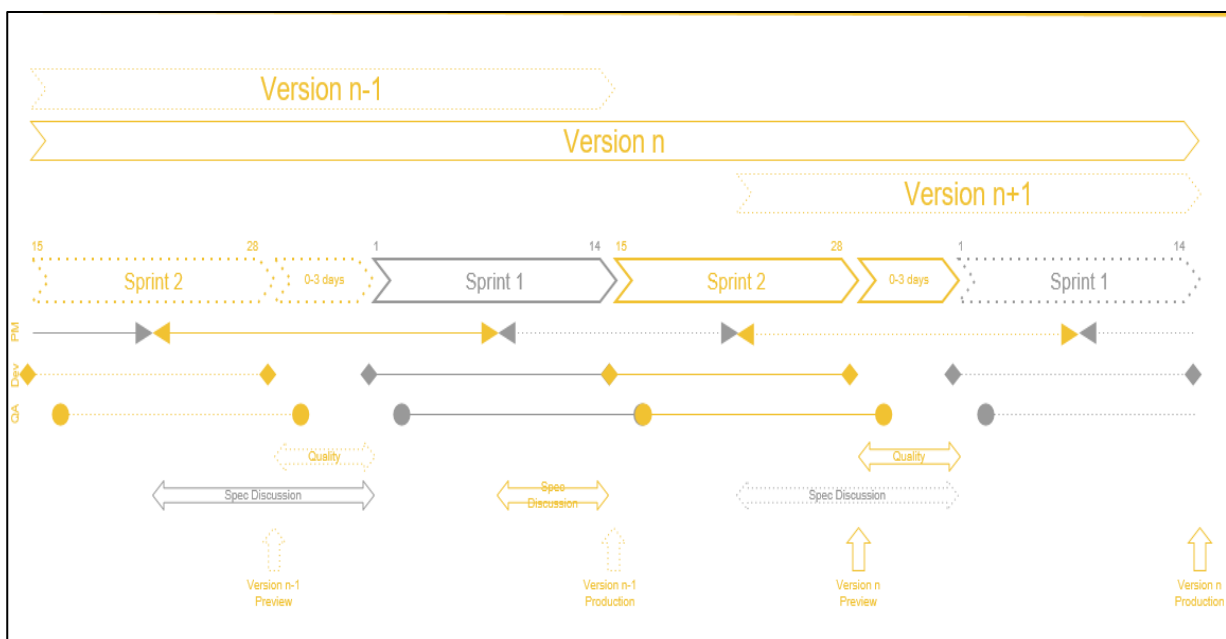 Version n-1
Version n
Version n+1
15
28
1
14
15
28
1
14
Sprint 2
0-3 days
Sprint 1
Sprint 2
0-3 days
Sprint 1
PM
Dev
QA
Quality
Quality
Spec Discussion
Spec
Discussion
Spec Discussion
Version n-1
Preview
Version n-1
Production
Version n
Preview
Version n
Production